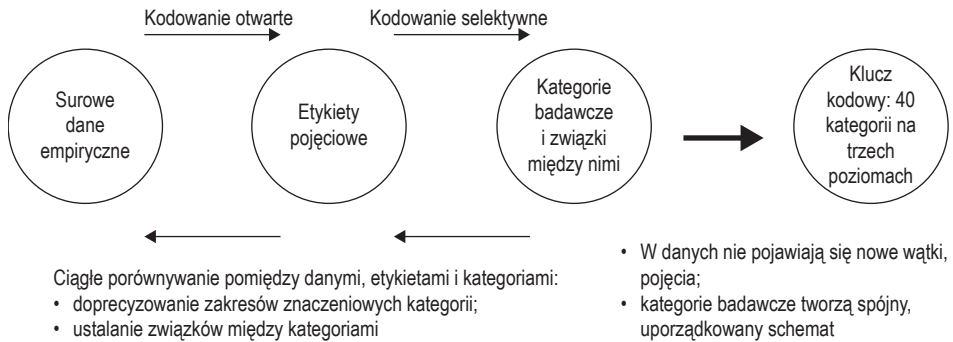 Kodowanie otwarte
Kodowanie selektywne
Surowe
dane
empiryczne
Etykiety
pojęciowe
Kategorie
badawcze
i związki
między nimi
Klucz
kodowy: 40
kategorii na
trzech
poziomach
Ciągłe porównywanie pomiędzy danymi, etykietami i kategoriami:
• doprecyzowanie zakresów znaczeniowych kategorii;
• ustalanie związków między kategoriami
• W danych nie pojawiają się nowe wątki,
pojęcia;
• kategorie badawcze tworzą spójny,
uporządkowany schemat